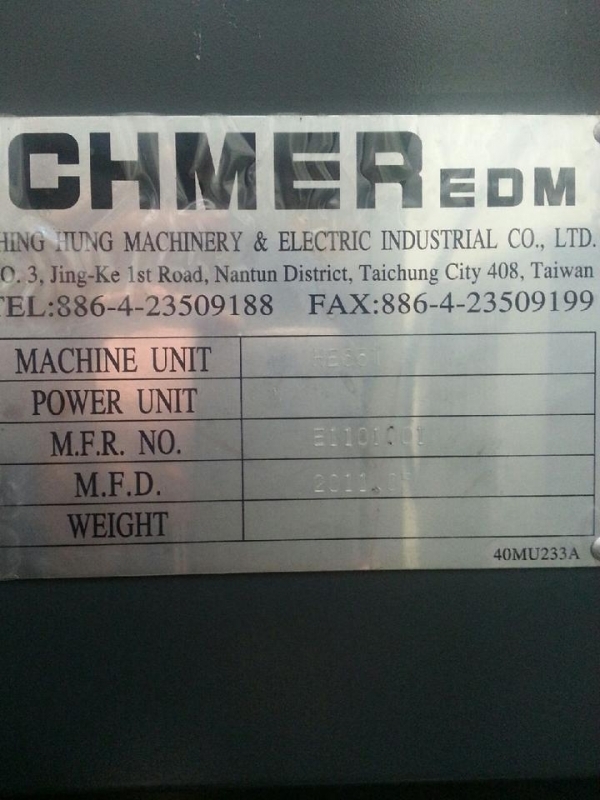 CHMER EDM
HING HUNG MACHINERY & ELECTRIC INDUSTRIAL CO., LTD.
O. 3, Jing-Ke 1st Road, Nantun District, Taichung City 408, Taiwan
TEL:886-4-23509188 FAX:886-4-23509199
MACHINE UNIT
POWER UNIT
M.F.R. NO. E1101001
M.F.D.
WEIGHT
40MU233A